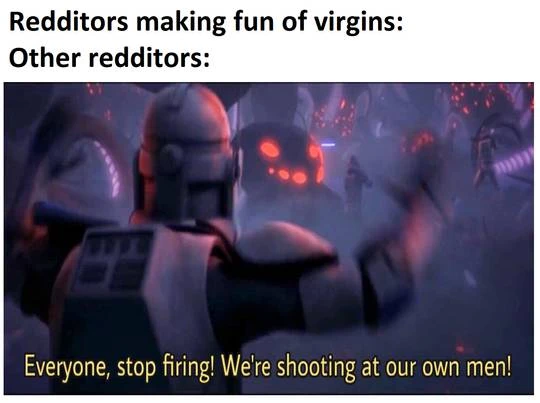 Redditors making fun of virgins:
Other redditors:
Everyone, stop firing! We're shooting at our own men!